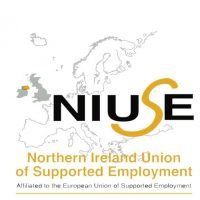 NIUSE
Northern Ireland Union
of Supported Employment
Affiliated to the European Union of Supported Employment